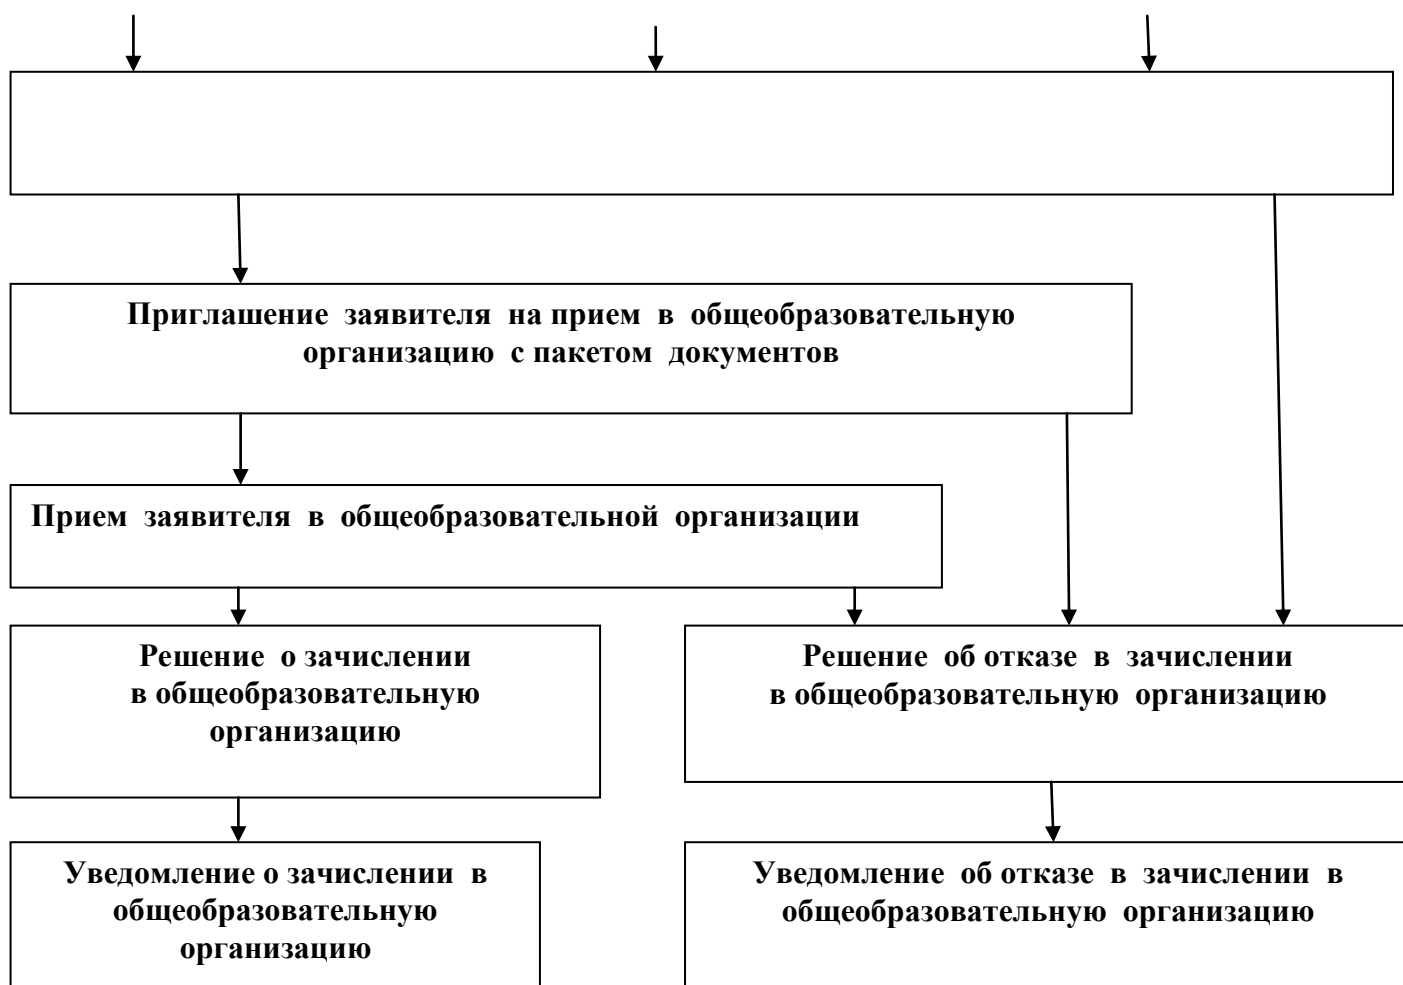 Приглашение заявителя на прием в общеобразовательную
организацию с пакетом документов
Прием заявителя в общеобразовательной организации
Решение о зачислении
в общеобразовательную
организацию
Решение об отказе в зачислении
в общеобразовательную организацию
Уведомление о зачислении в
общеобразовательную
организацию
Уведомление об отказе в зачислении в
общеобразовательную организацию